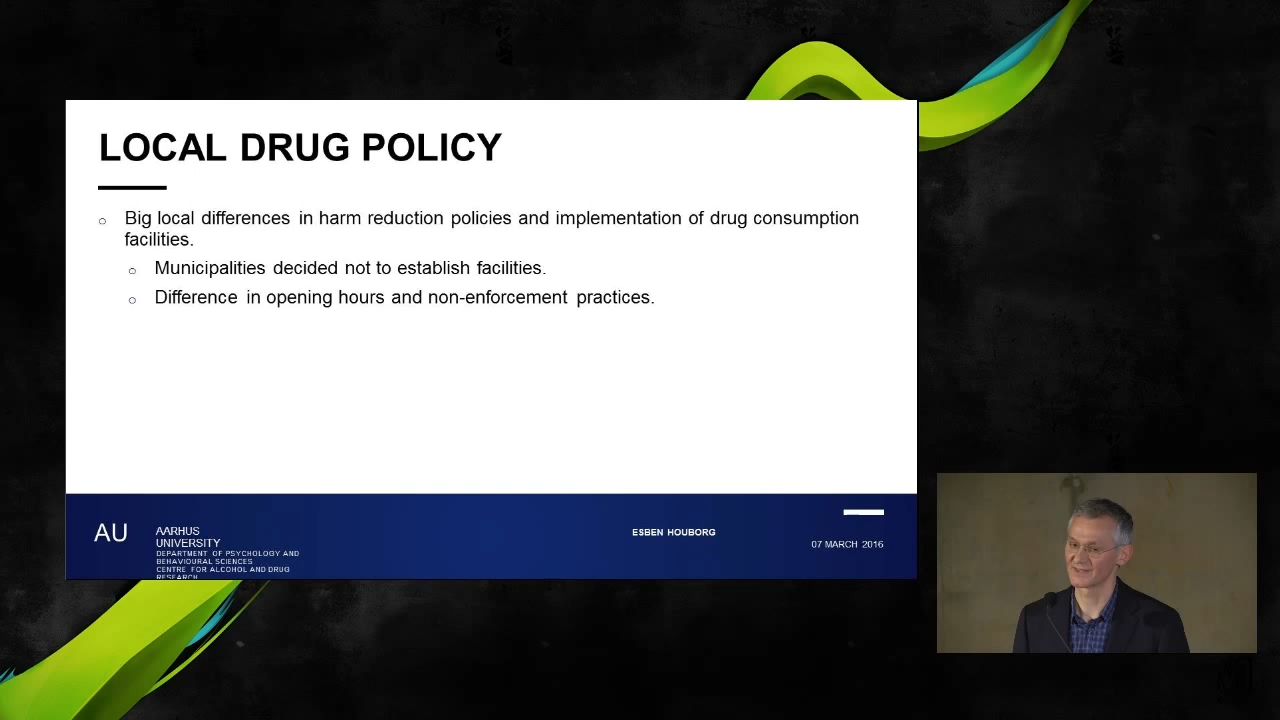 LOCAL DRUG POLICY
○ Big local differences in harm reduction policies and implementation of drug consumption
facilities.
○ Municipalities decided not to establish facilities.
○ Difference in opening hours and non-enforcement practices.
AU
AARHUS
UNIVERSITY
DEPARTMENT OF PSYCHOLOGY AND
BEHAVIOURAL SCIENCES
CENTRE FOR ALCOHOL AND DRUG
RESEARCH
ESBEN HOUBORG
07 MARCH 2016